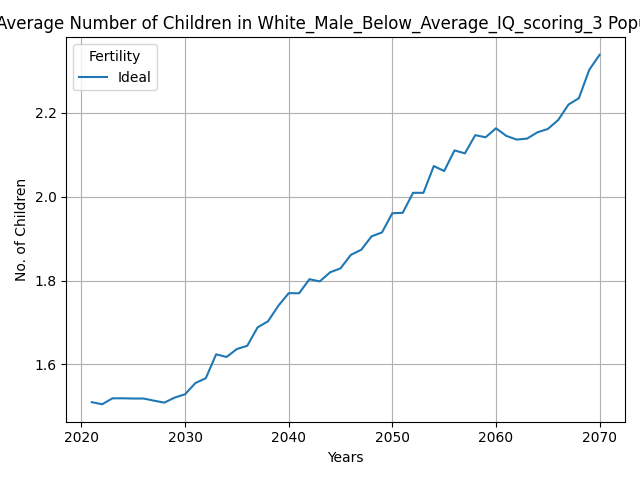 Average Number of Children in White_Male_Below_Average_IQ_scoring_3 Popu
Fertility
Ideal
2.2
2.0
1.8
1.6
No. of Children
2020 2030 2040 2050 2060 2070
Years